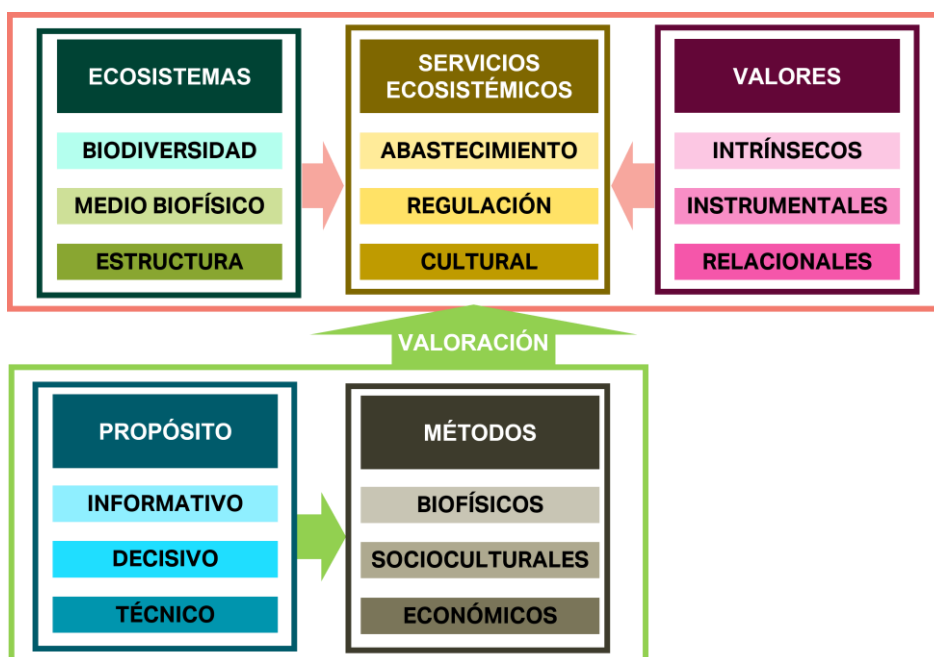 ECOSISTEMAS
BIODIVERSIDAD
MEDIO BIOFÍSICO
ESTRUCTURA
SERVICIOS
ECOSISTÉMICOS
ABASTECIMIENTO
REGULACIÓN
CULTURAL
VALORES
INTRÍNSECOS
INSTRUMENTALES
RELACIONALES
VALORACIÓN
PROPÓSITO
INFORMATIVO
DECISIVO
TÉCNICO
MÉTODOS
BIOFÍSICOS
SOCIOCULTURALES
ECONÓMICOS